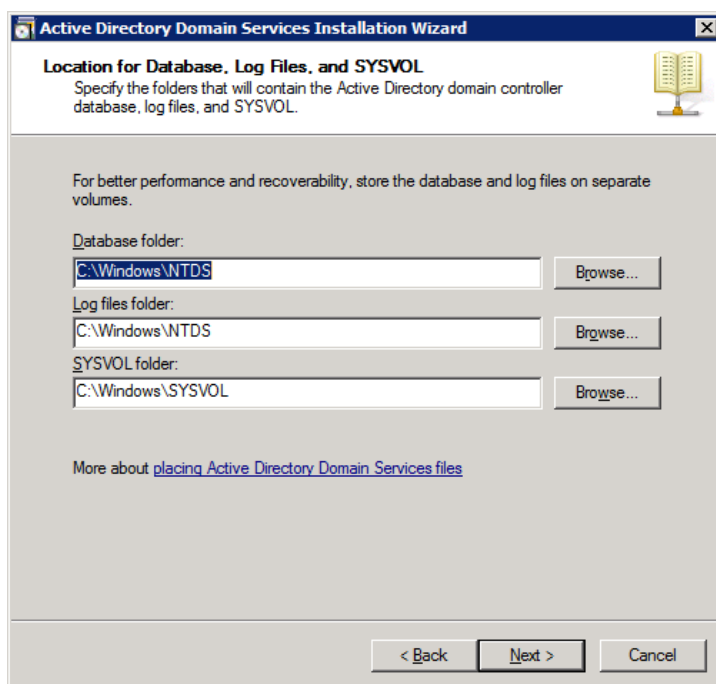 Active Directory Domain Services Installation Wizard
Location for Database, Log Files, and SYSVOL
Specify the folders that will contain the Active Directory domain controller
database, log files, and SYSVOL.
For better performance and recoverability, store the database and log files on separate
volumes.
Database folder:
C:\Windows\NTDS
Browse...
Log files folder:
C:\Windows\NTDS
Browse...
SYSVOL folder:
C:\Windows\SYSVOL
Browse...
More about placing Active Directory Domain Services files
< Back Next > Cancel